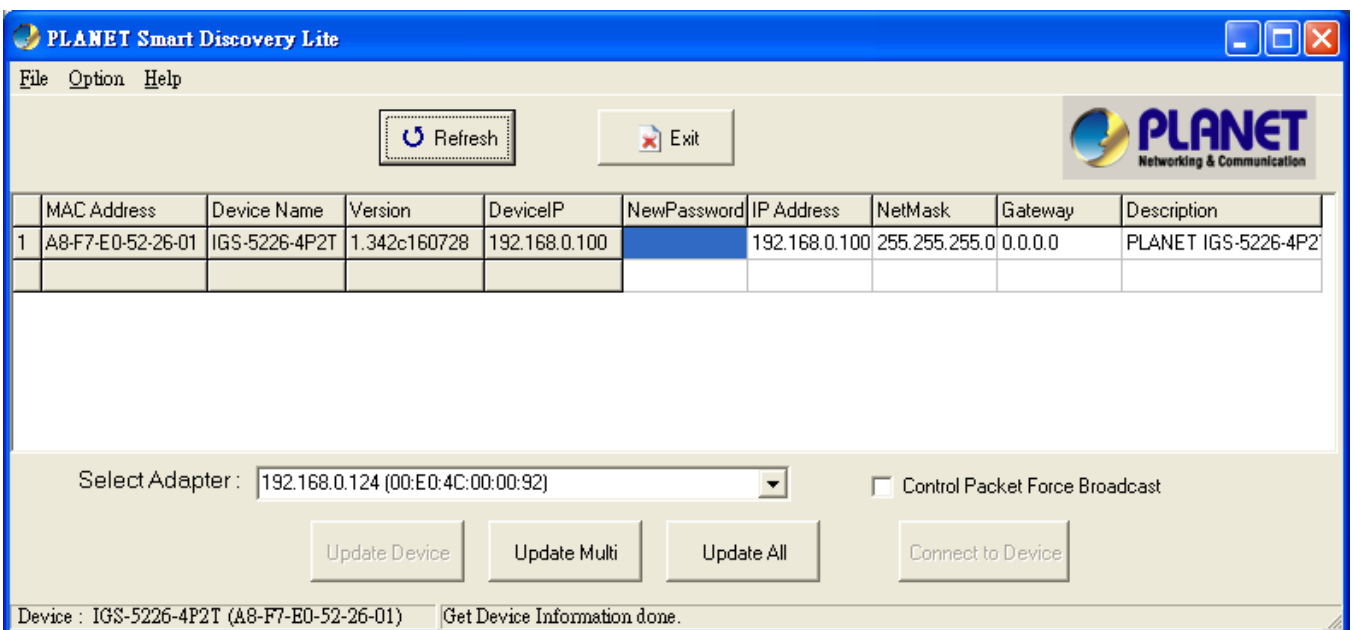 PLANET Smart Discovery Lite
File Option Help
Refresh Exit
PLANET
Networking & Communication
MAC Address Device Name Version DeviceIP NewPassword IP Address NetMask Gateway Description
1 A8-F7-E0-52-26-01 IGS-5226-4P2T 1.342c160728 192.168.0.100 192.168.0.100 255.255.255.0 0.0.0.0 PLANET IGS-5226-4P2
Select Adapter : 192.168.0.124 (00:E0:4C:00:00:92) Control Packet Force Broadcast
Update Device Update Multi Update All Connect to Device
Device : IGS-5226-4P2T (A8-F7-E0-52-26-01) Get Device Information done.